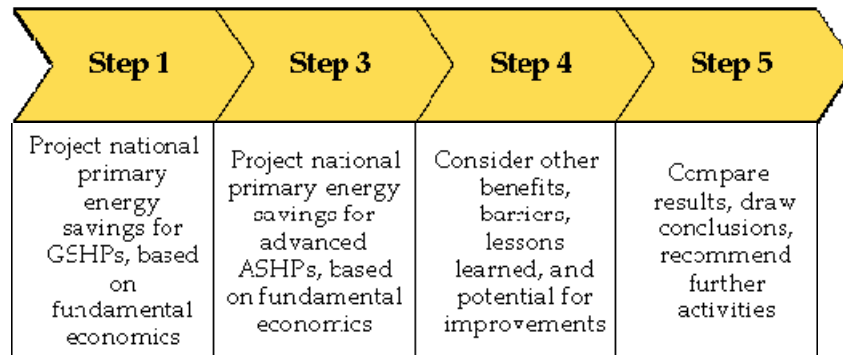 Step 1
Step 3
Step 4
Step 5
Project national
primary
energy
savings for
GSHPs, based
on
fundamental
economics
Project national
primary energy
savings for
advanced
ASHPs, based
on fundamental
economics
Consider other
benefits,
barriers,
lessons
learned, and
potential for
improvements
Compare
results, draw
conclusions,
recommend
further
activities